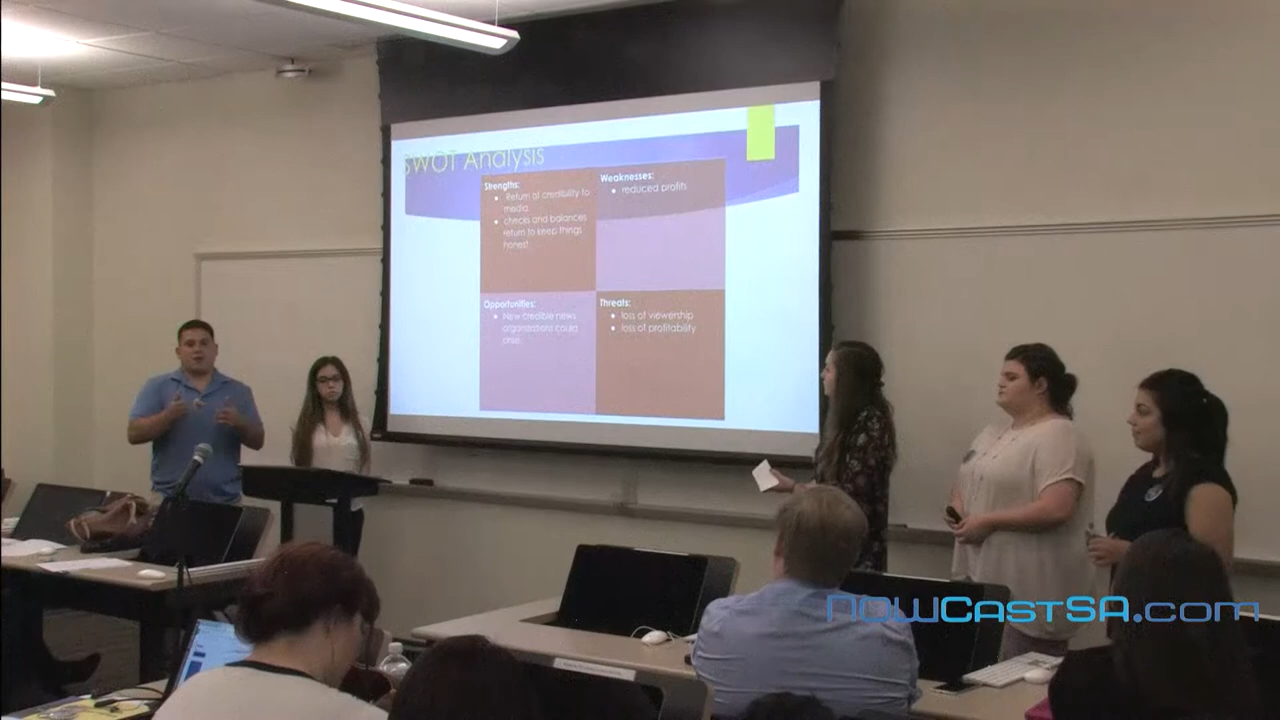 SWOT Analysis
Strengths:
Return of credibility to
media.
checks and balances
return to keep things
honest.
Weaknesses:
reduced profits
Opportunities:
New credible news
organizations could
arise.
Threats:
loss of viewership
loss of profitability
NOWCastSA.com